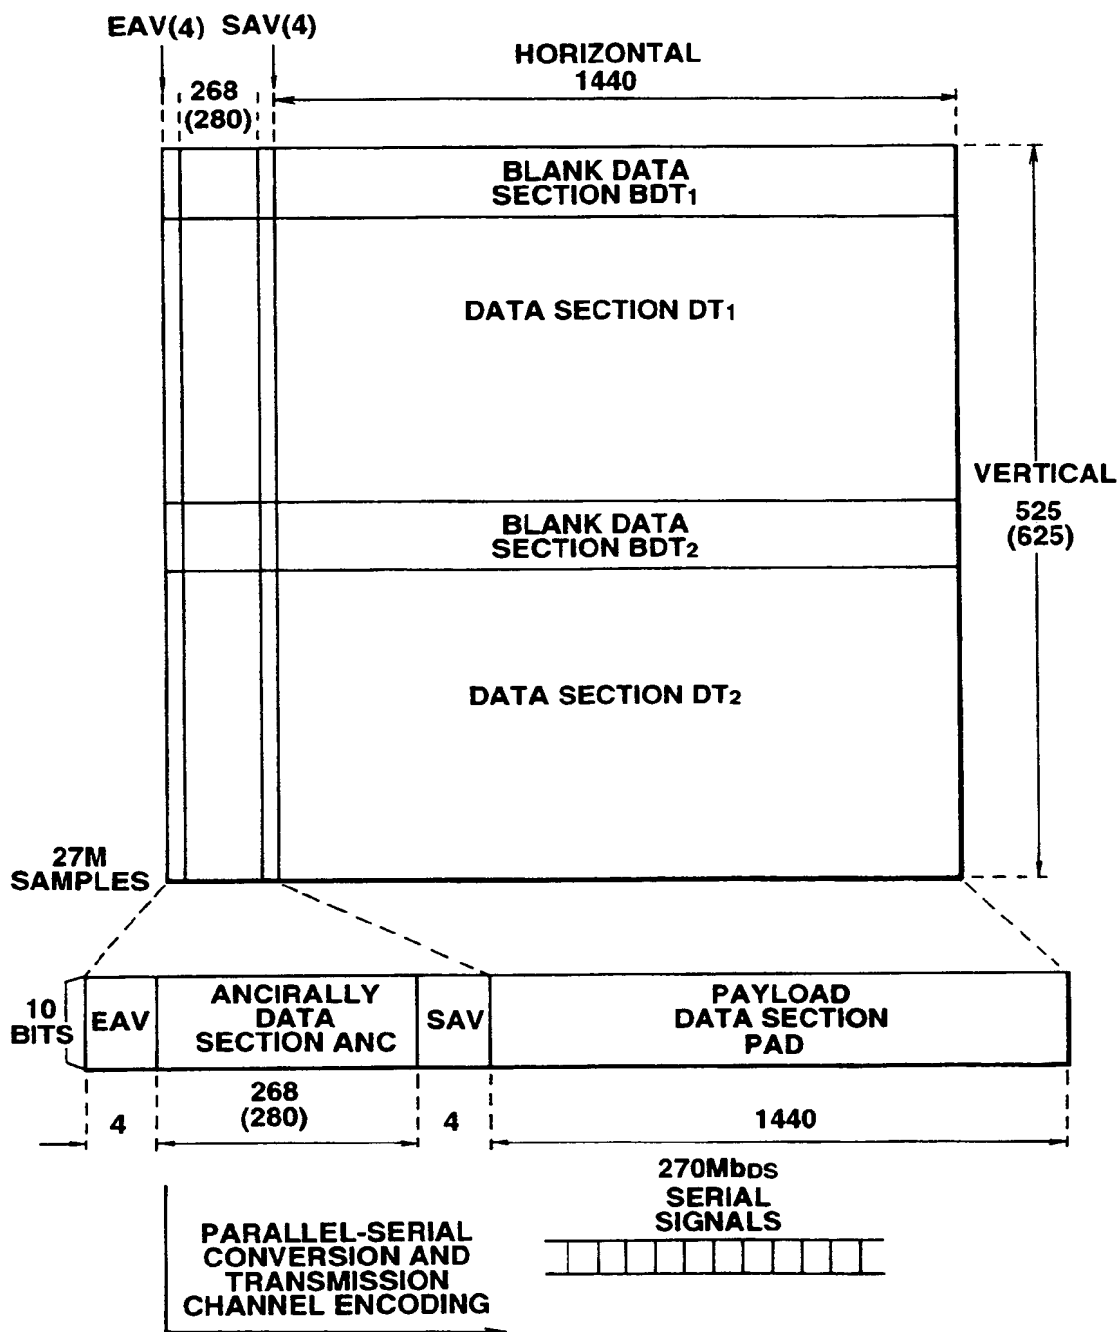 EAV(4) SAV(4)
HORIZONTAL
1440
268
(280)
BLANK DATA
SECTION BDT1
DATA SECTION DT1
BLANK DATA
SECTION BDT2
DATA SECTION DT2
VERTICAL
525
(625)
27M
SAMPLES
10
BITS
EAV
ANCIRALLY
DATA
SECTION ANC
SAV
PAYLOAD
DATA SECTION
PAD
4
268
(280)
4
1440
270MbDS
SERIAL
SIGNALS
PARALLEL-SERIAL
CONVERSION AND
TRANSMISSION
CHANNEL ENCODING